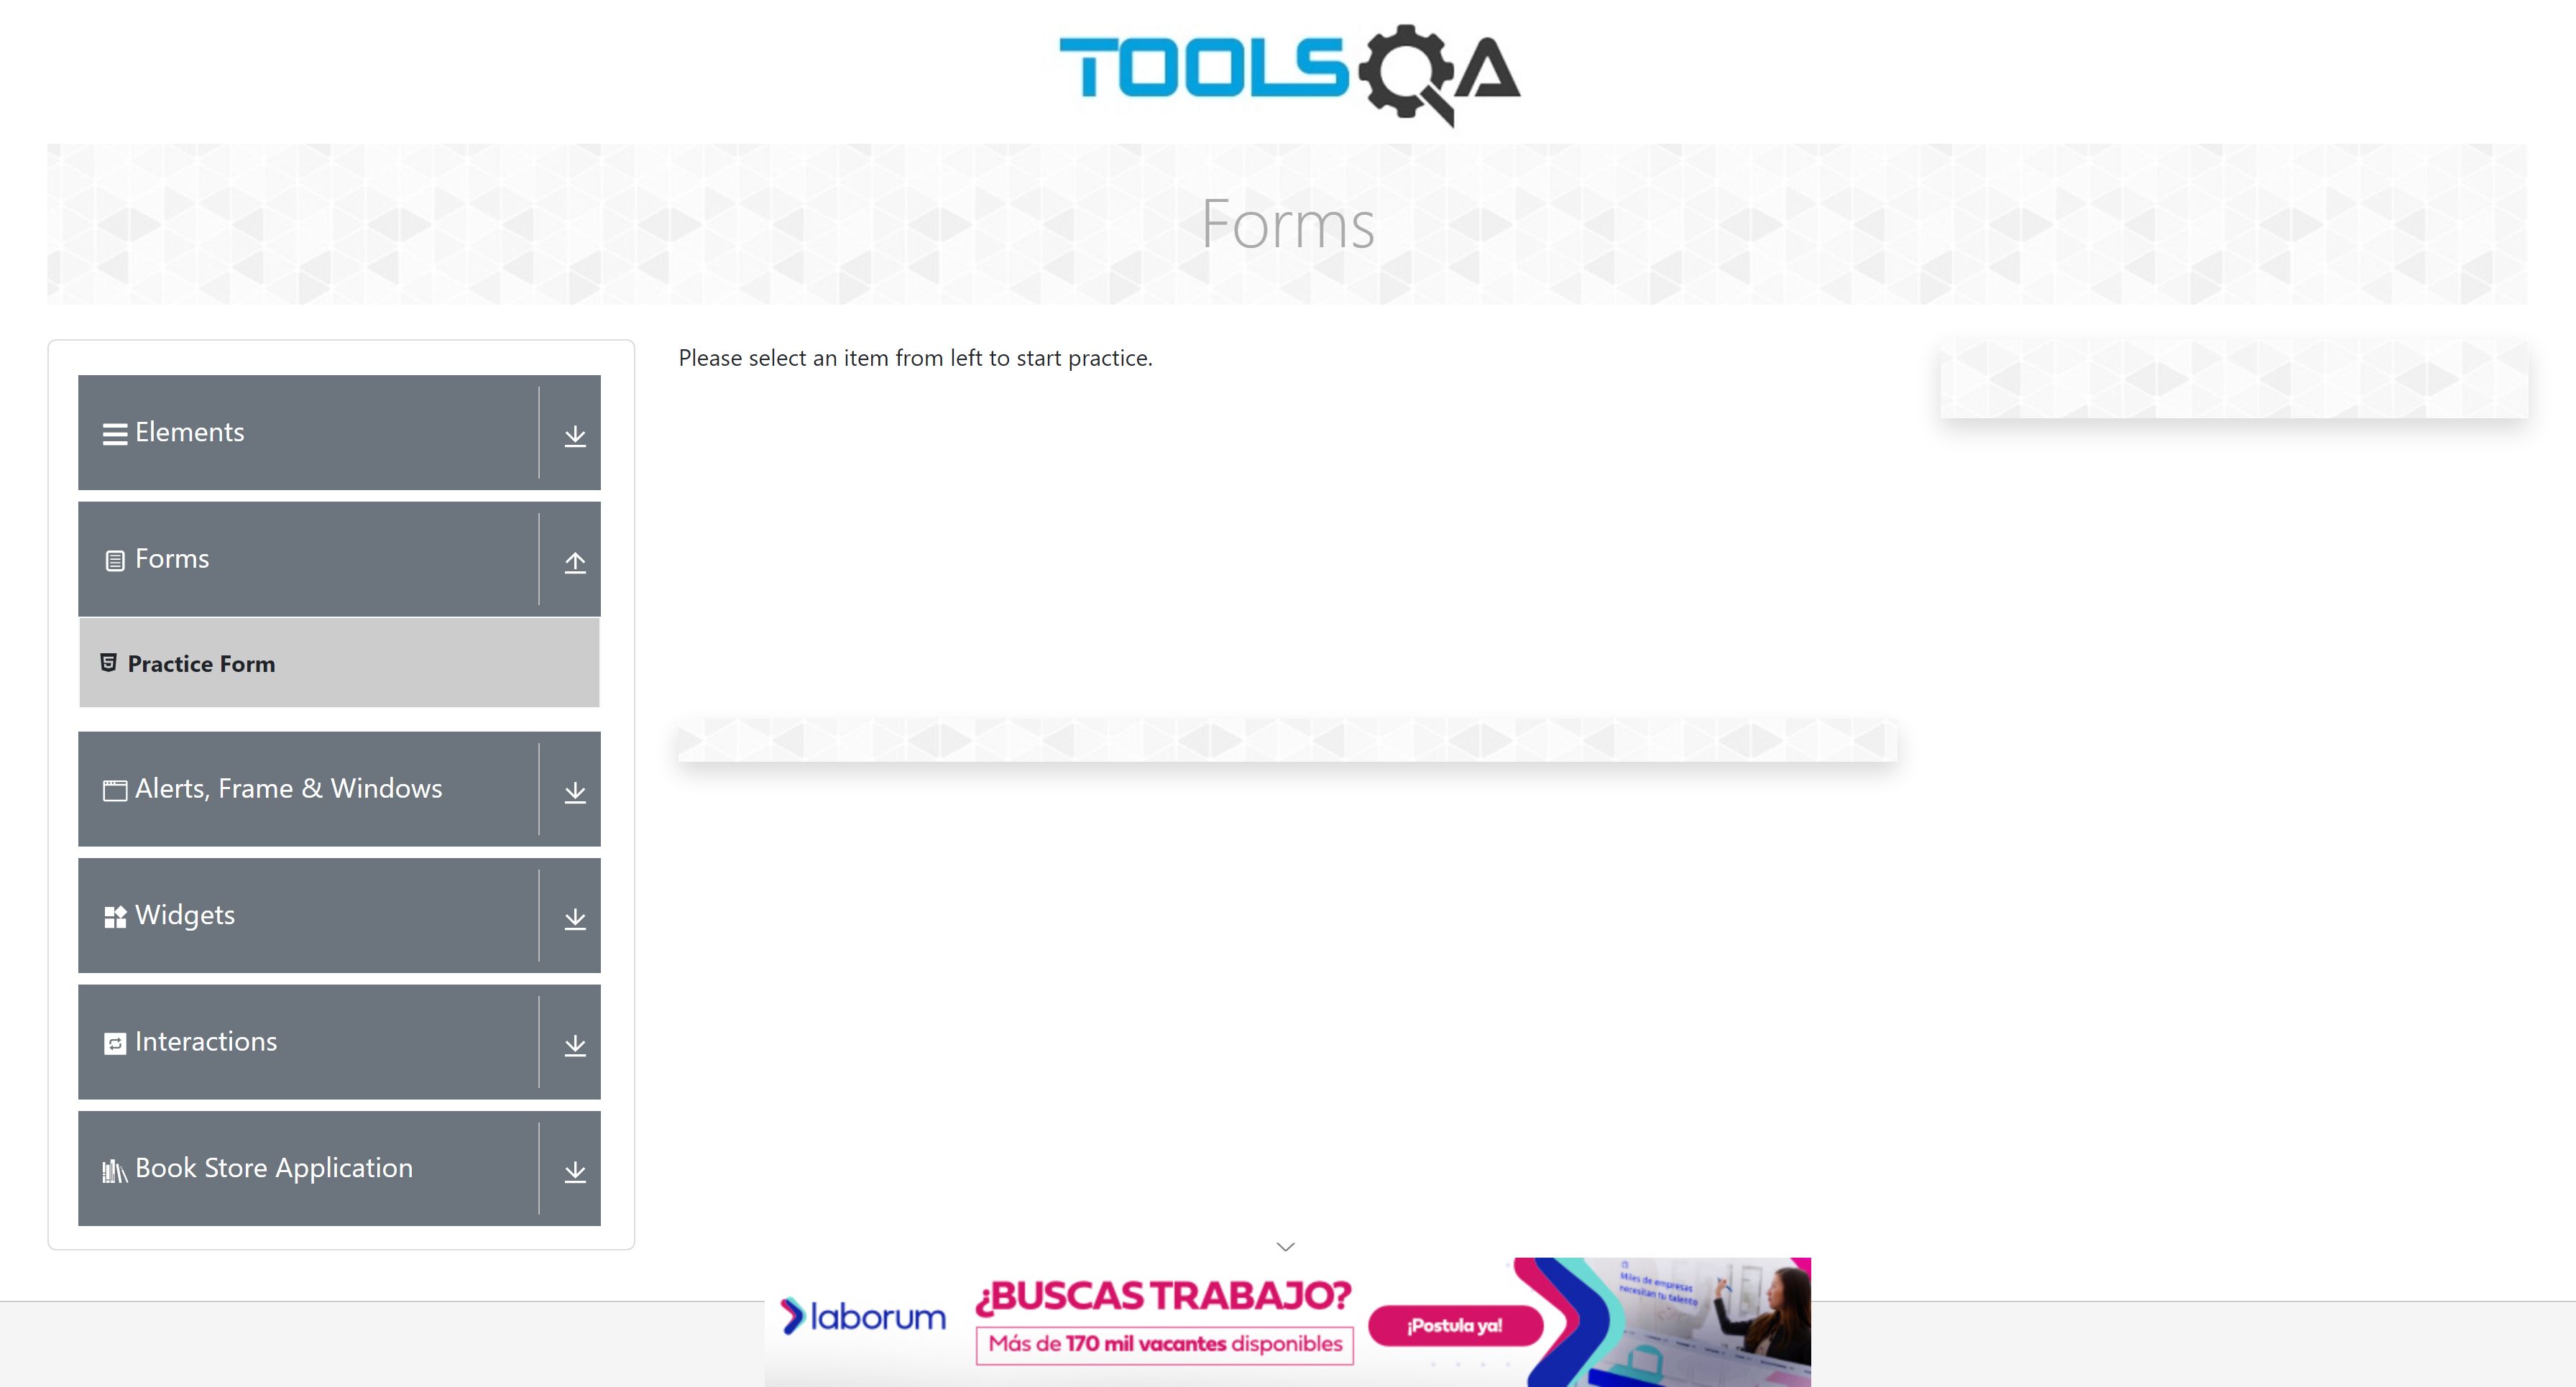 TOOLSQA
Forms
Please select an item from left to start practice.
Elements
Forms
Practice Form
Alerts, Frame & Windows
Widgets
Interactions
Book Store Application
laborum
¿BUSCAS TRABAJO?
Más de 170 mil vacantes disponibles
¡Postula ya!
Miles de empresas
necesitan tu talento